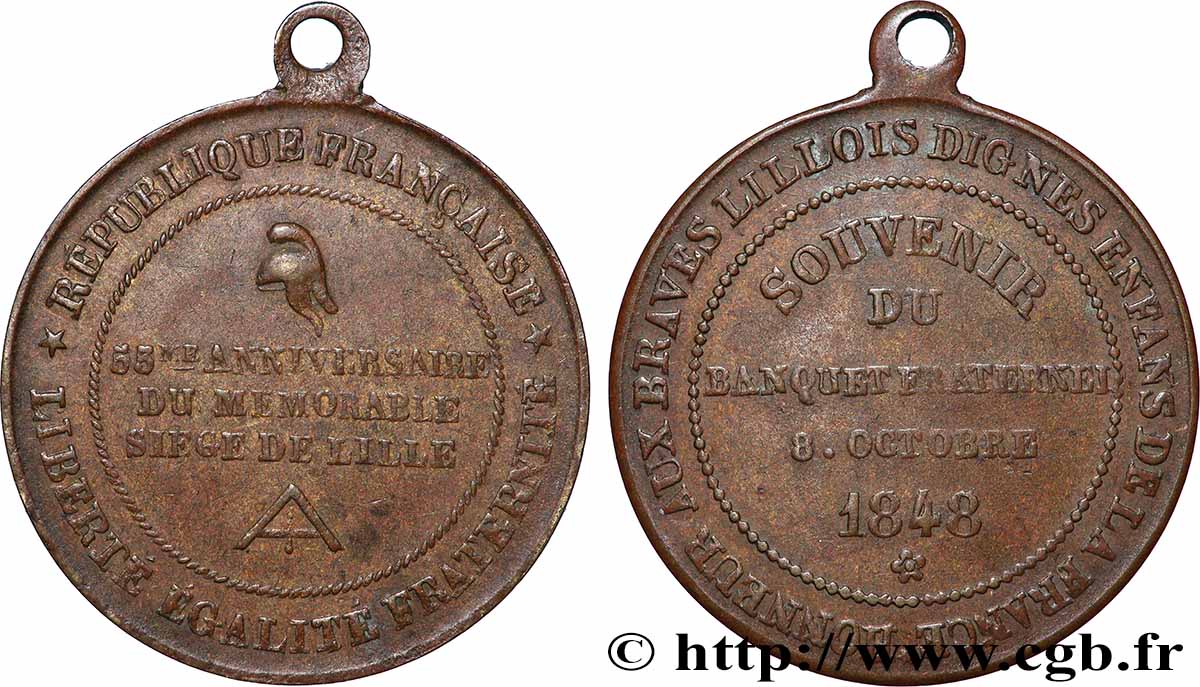 RÉPUBLIQUE FRANÇAISE
55ME ANNIVERSAIRE
DU MEMORABLE
SIEGE DE LILLE
LIBERTÉ ÉGALITÉ FRATERNITÉ
HONNEUR AUX BRAVES LILLOIS DIGNES ENFANS DE LA FRANCE
SOUVENIR
DU
BANQUET FRATERNEL
8. OCTOBRE
1848
© http://www.cgb.fr